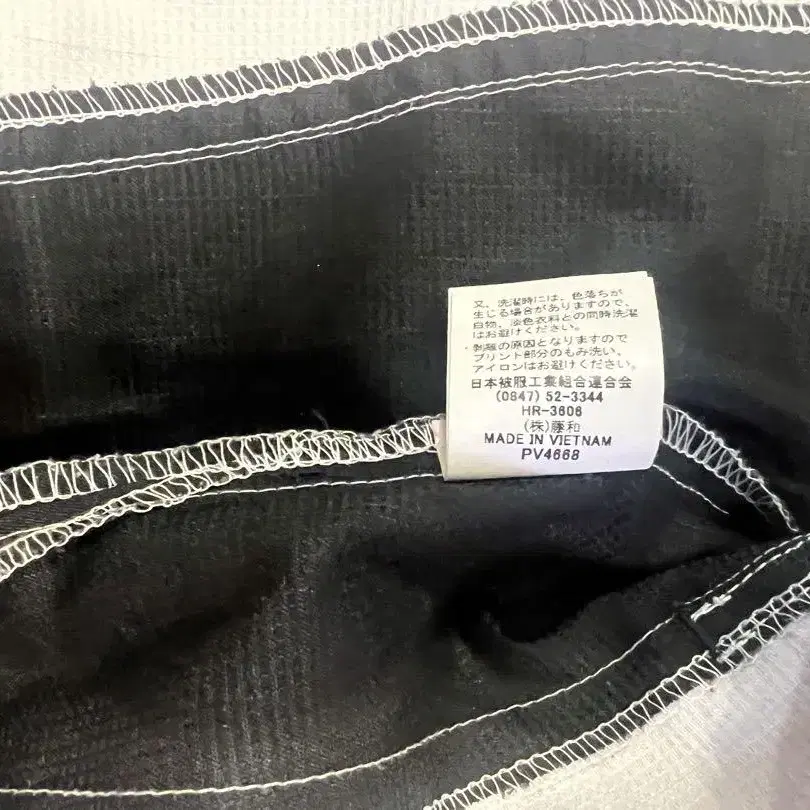 又、洗濯時には、色落ちが
生じる場合がありますので、
白物、淡色衣料との同時洗濯
はお避けください。
・剥離の原因となりますので
プリント部分のもみ洗い、
アイロンはお避けください。
日本被服工業組合連合会
(0847) 52-3344
HR-3606
(株)藤和
MADE IN VIETNAM
PV4668